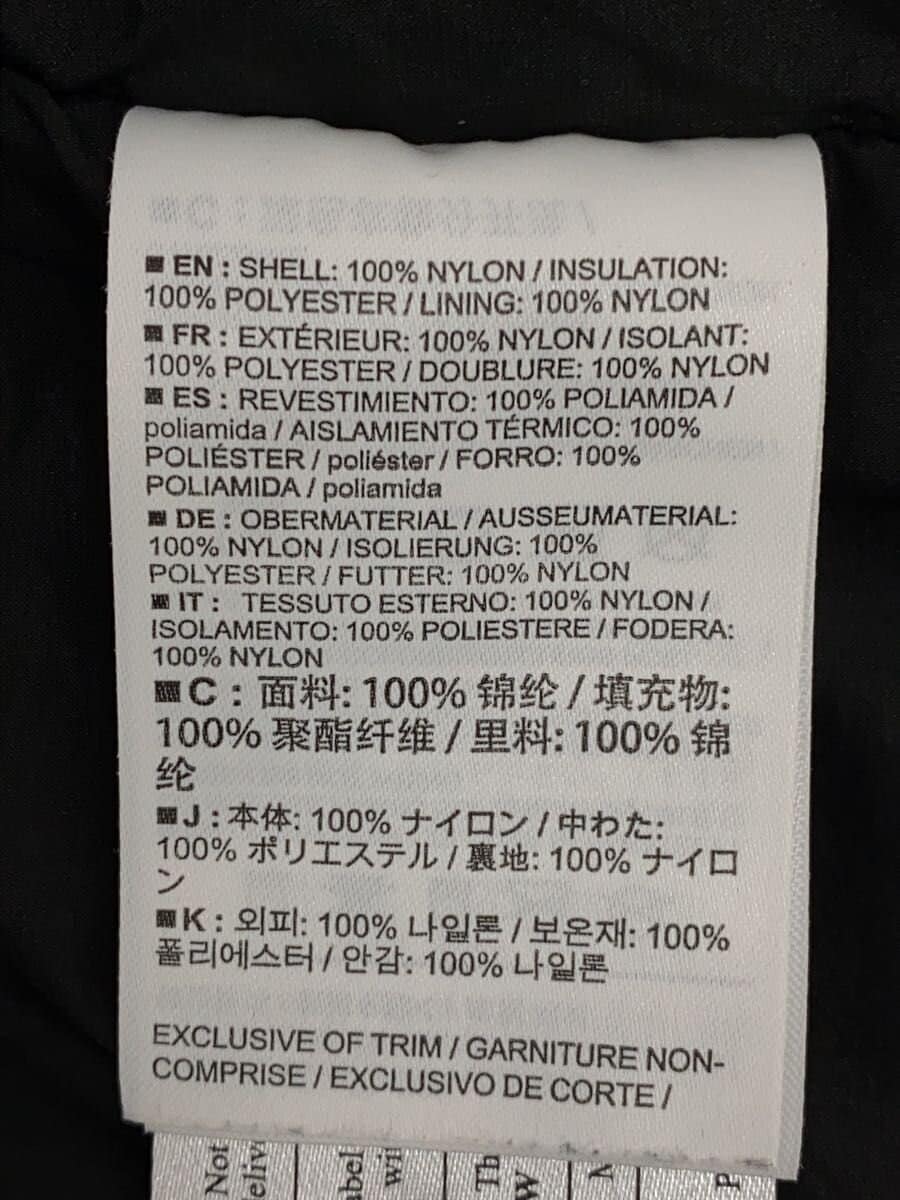 EN : SHELL: 100% NYLON / INSULATION:
100% POLYESTER / LINING: 100% NYLON
FR : EXTÉRIEUR: 100% NYLON / ISOLANT:
100% POLYESTER / DOUBLURE: 100% NYLON
ES : REVESTIMIENTO: 100% POLIAMIDA /
poliamida / AISLAMIENTO TÉRMICO: 100%
POLIÉSTER / poliéster / FORRO: 100%
POLIAMIDA / poliamida
DE : OBERMATERIAL / AUSSEUMATERIAL:
100% NYLON / ISOLIERUNG: 100%
POLYESTER / FUTTER: 100% NYLON
IT : TESSUTO ESTERNO: 100% NYLON /
ISOLAMENTO: 100% POLIESTERE / FODERA:
100% NYLON
C : 面料: 100% 锦纶 / 填充物:
100% 聚酯纤维 / 里料: 100% 锦
纶
J : 本体: 100% ナイロン / 中わた:
100% ポリエステル / 裏地: 100% ナイロ
ン
K : 외피: 100% 나일론 / 보온재: 100%
폴리에스터 / 안감: 100% 나일론
EXCLUSIVE OF TRIM / GARNITURE NON-
COMPRISE / EXCLUSIVO DE CORTE /
Not